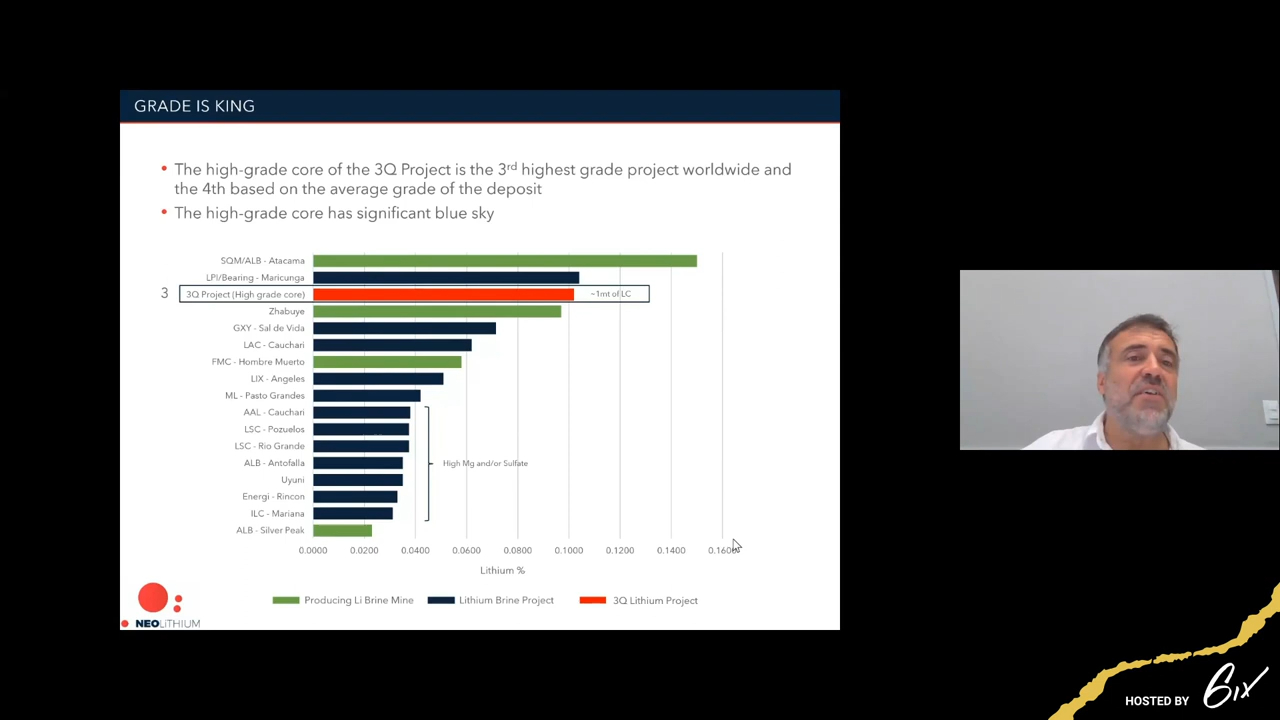 GRADE IS KING
• The high-grade core of the 3Q Project is the 3rd highest grade project worldwide and
the 4th based on the average grade of the deposit
• The high-grade core has significant blue sky
SQM/ALB - Atacama
LPI/Bearing - Maricunga
3
3Q Project (High grade core)
~1mt of LC
Zhabuye
GXY - Sal de Vida
LAC - Cauchari
FMC - Hombre Muerto
LIX - Angeles
ML - Pasto Grandes
AAL - Cauchari
LSC - Pozuelos
LSC - Rio Grande
ALB - Antofalla
High Mg and/or Sulfate
Uyuni
Energi - Rincon
ILC - Mariana
ALB - Silver Peak
0.0000 0.0200 0.0400 0.0600 0.0800 0.1000 0.1200 0.1400 0.1600
Lithium %
Producing Li Brine Mine Lithium Brine Project 3Q Lithium Project
NEOLITHIUM
HOSTED BY 6ix